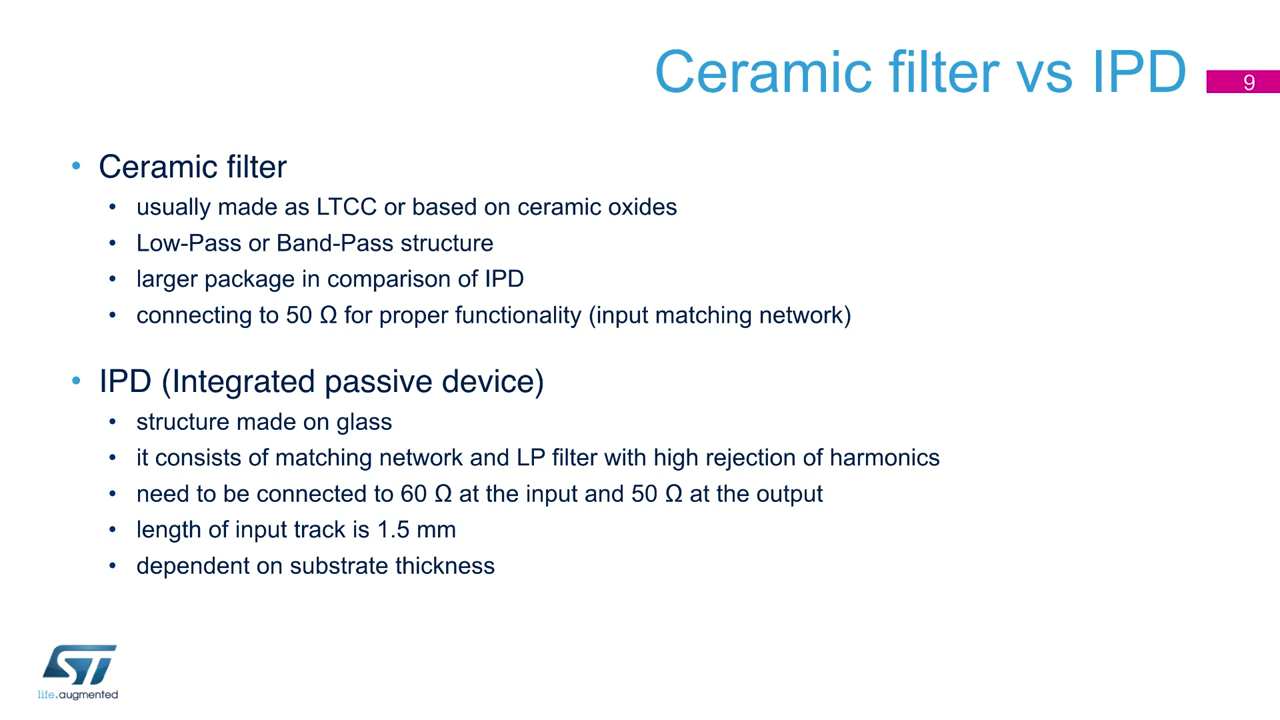 Ceramic filter vs IPD
9
• Ceramic filter
• usually made as LTCC or based on ceramic oxides
• Low-Pass or Band-Pass structure
• larger package in comparison of IPD
• connecting to 50 Ω for proper functionality (input matching network)
• IPD (Integrated passive device)
• structure made on glass
• it consists of matching network and LP filter with high rejection of harmonics
• need to be connected to 60 Ω at the input and 50 Ω at the output
• length of input track is 1.5 mm
• dependent on substrate thickness
ST
life.augmented